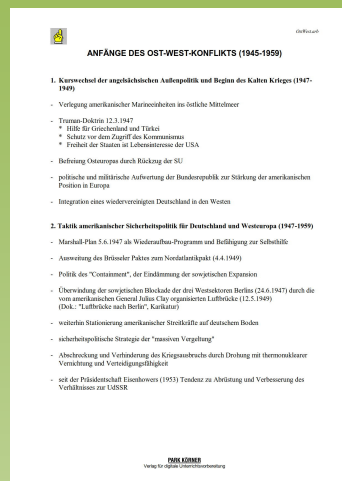 OstWest.nb
ANFÄNGE DES OST-WEST-KONFLIKTS (1945-1959)
1. Kurswechsel der angelsächsischen Außenpolitik und Beginn des Kalten Krieges (1947-
1949)
- Verlegung amerikanischer Marineeinheiten ins östliche Mittelmeer
- Truman-Doktrin 12.3.1947
* Hilfe für Griechenland und Türkei
* Schutz vor dem Zugriff des Kommunismus
* Freiheit der Staaten ist Lebensinteresse der USA
- Befreiung Osteuropas durch Rückzug der SU
- politische und militärische Aufwertung der Bundesrepublik zur Stärkung der amerikanischen
Position in Europa
- Integration eines wiedervereinigten Deutschland in den Westen
2. Taktik amerikanischer Sicherheitspolitik für Deutschland und Westeuropa (1947-1959)
- Marshall-Plan 5.6.1947 als Wiederaufbau-Programm und Befähigung zur Selbsthilfe
- Ausweitung des Brüsseler Paktes zum Nordatlantikpakt (4.4.1949)
- Politik des "Containment", der Eindämmung der sowjetischen Expansion
- Überwindung der sowjetischen Blockade der drei Westsektoren Berlins (24.6.1947) durch die
vom amerikanischen General Julius Clay organisierten Luftbrücke (12.5.1949)
(Dok.: "Luftbrücke nach Berlin", Karikatur)
- weiterhin Stationierung amerikanischer Streitkräfte auf deutschem Boden
- sicherheitspolitische Strategie der "massiven Vergeltung"
- Abschreckung und Verhinderung des Kriegsausbruchs durch Drohung mit thermonuklearer
Vernichtung und Verteidigungsfähigkeit
- seit der Präsidentschaft Eisenhowers (1953) Tendenz zu Abrüstung und Verbesserung des
Verhältnisses zur UdSSR
PARK KÖRNER
Verlag für digitale Unterrichtsvorbereitung